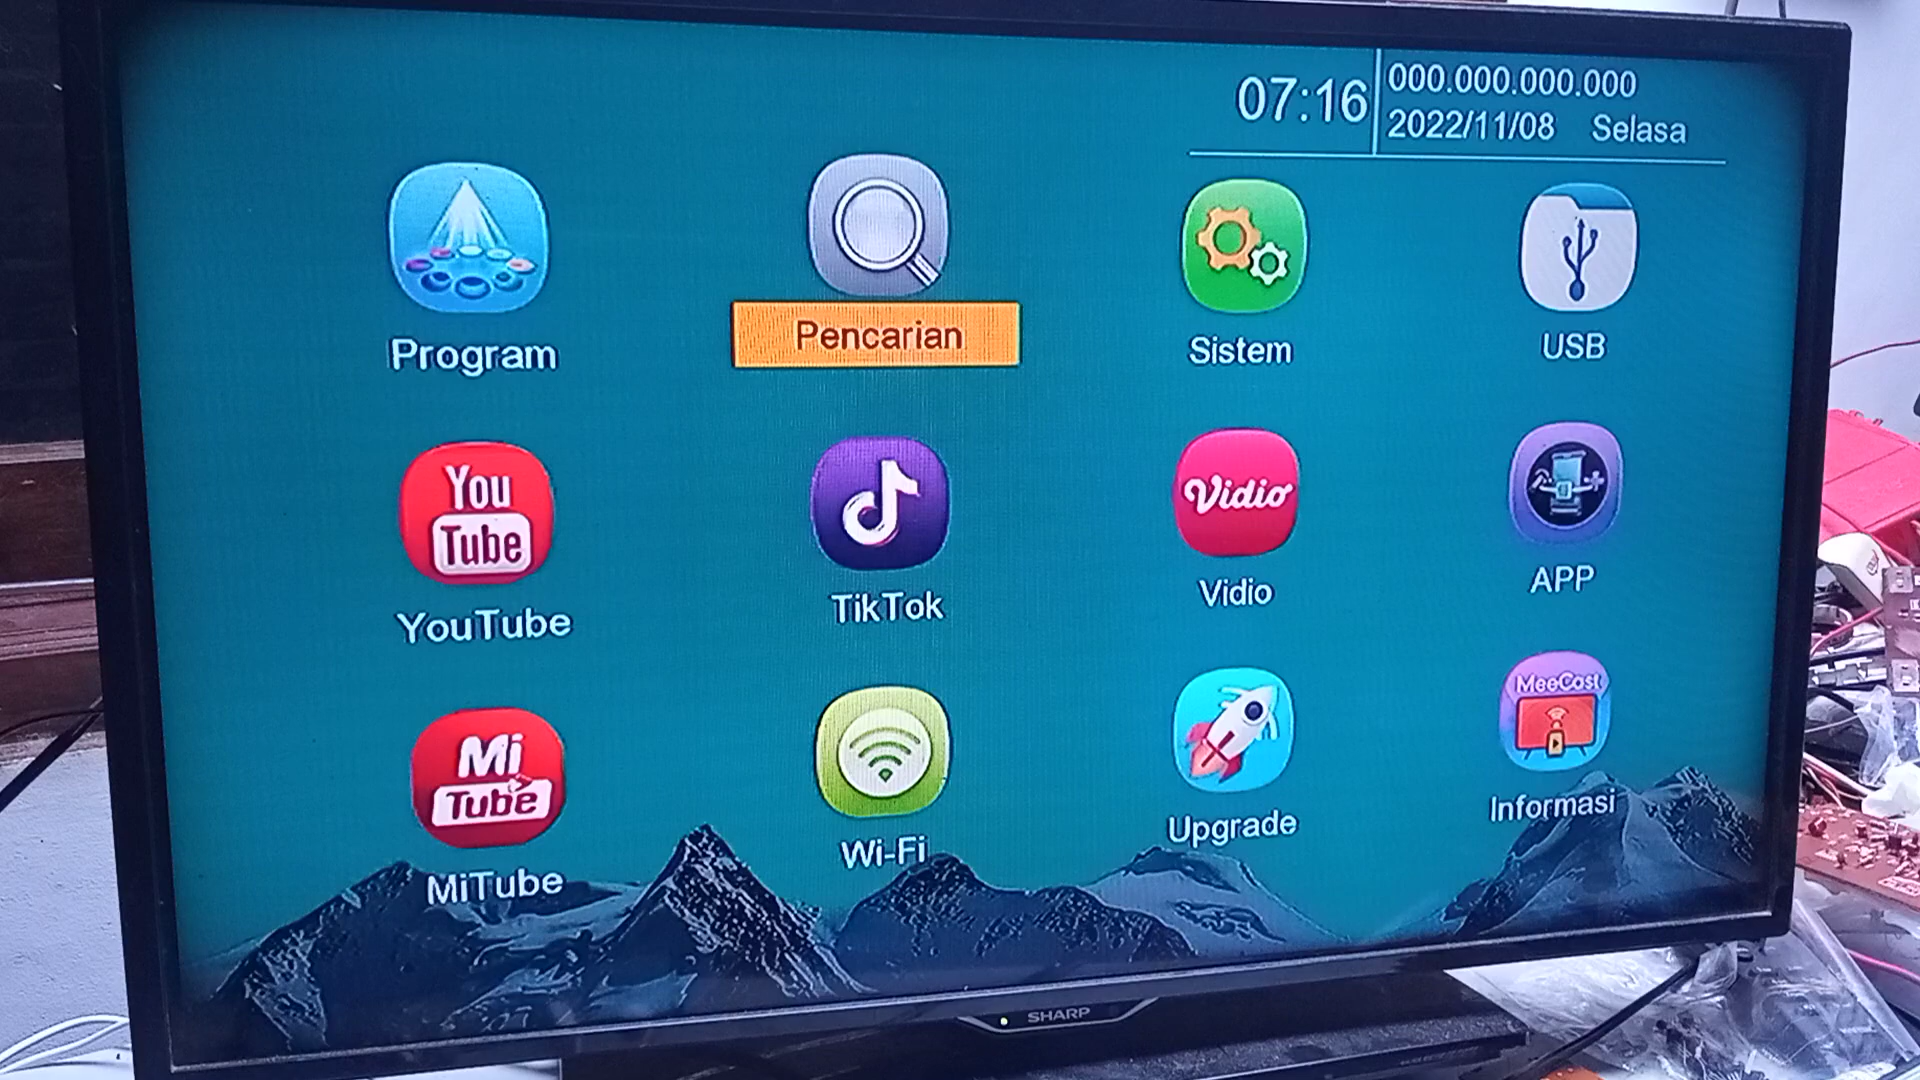 07:16
000.000.000.000
2022/11/08 Selasa
Program
Pencarian
Sistem
USB
You
Tube
Vidio
YouTube
TikTok
Vidio
APP
Mi
Tube
MeeCast
MiTube
Wi-Fi
Upgrade
Informasi
SHARP